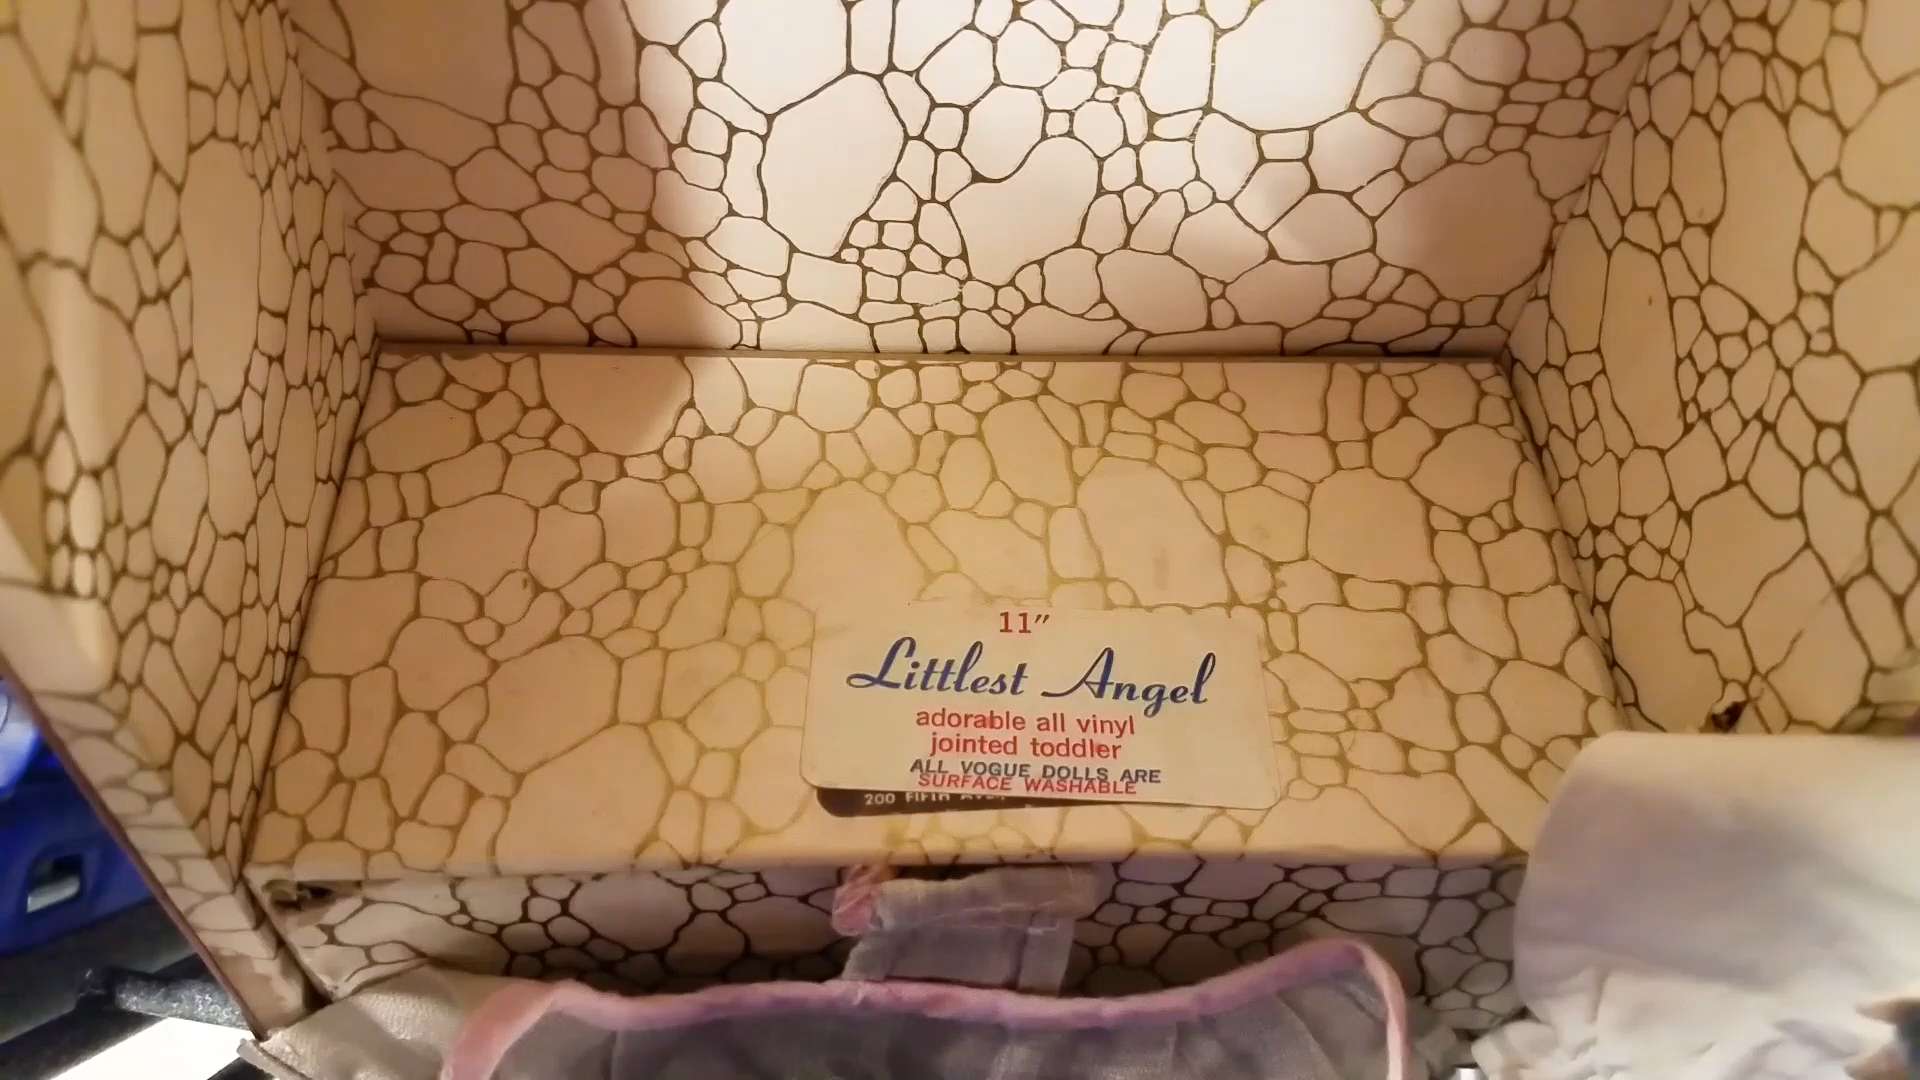 11"
Littlest Angel
adorable all vinyl
jointed toddler
ALL VOGUE DOLLS ARE
SURFACE WASHABLE
200